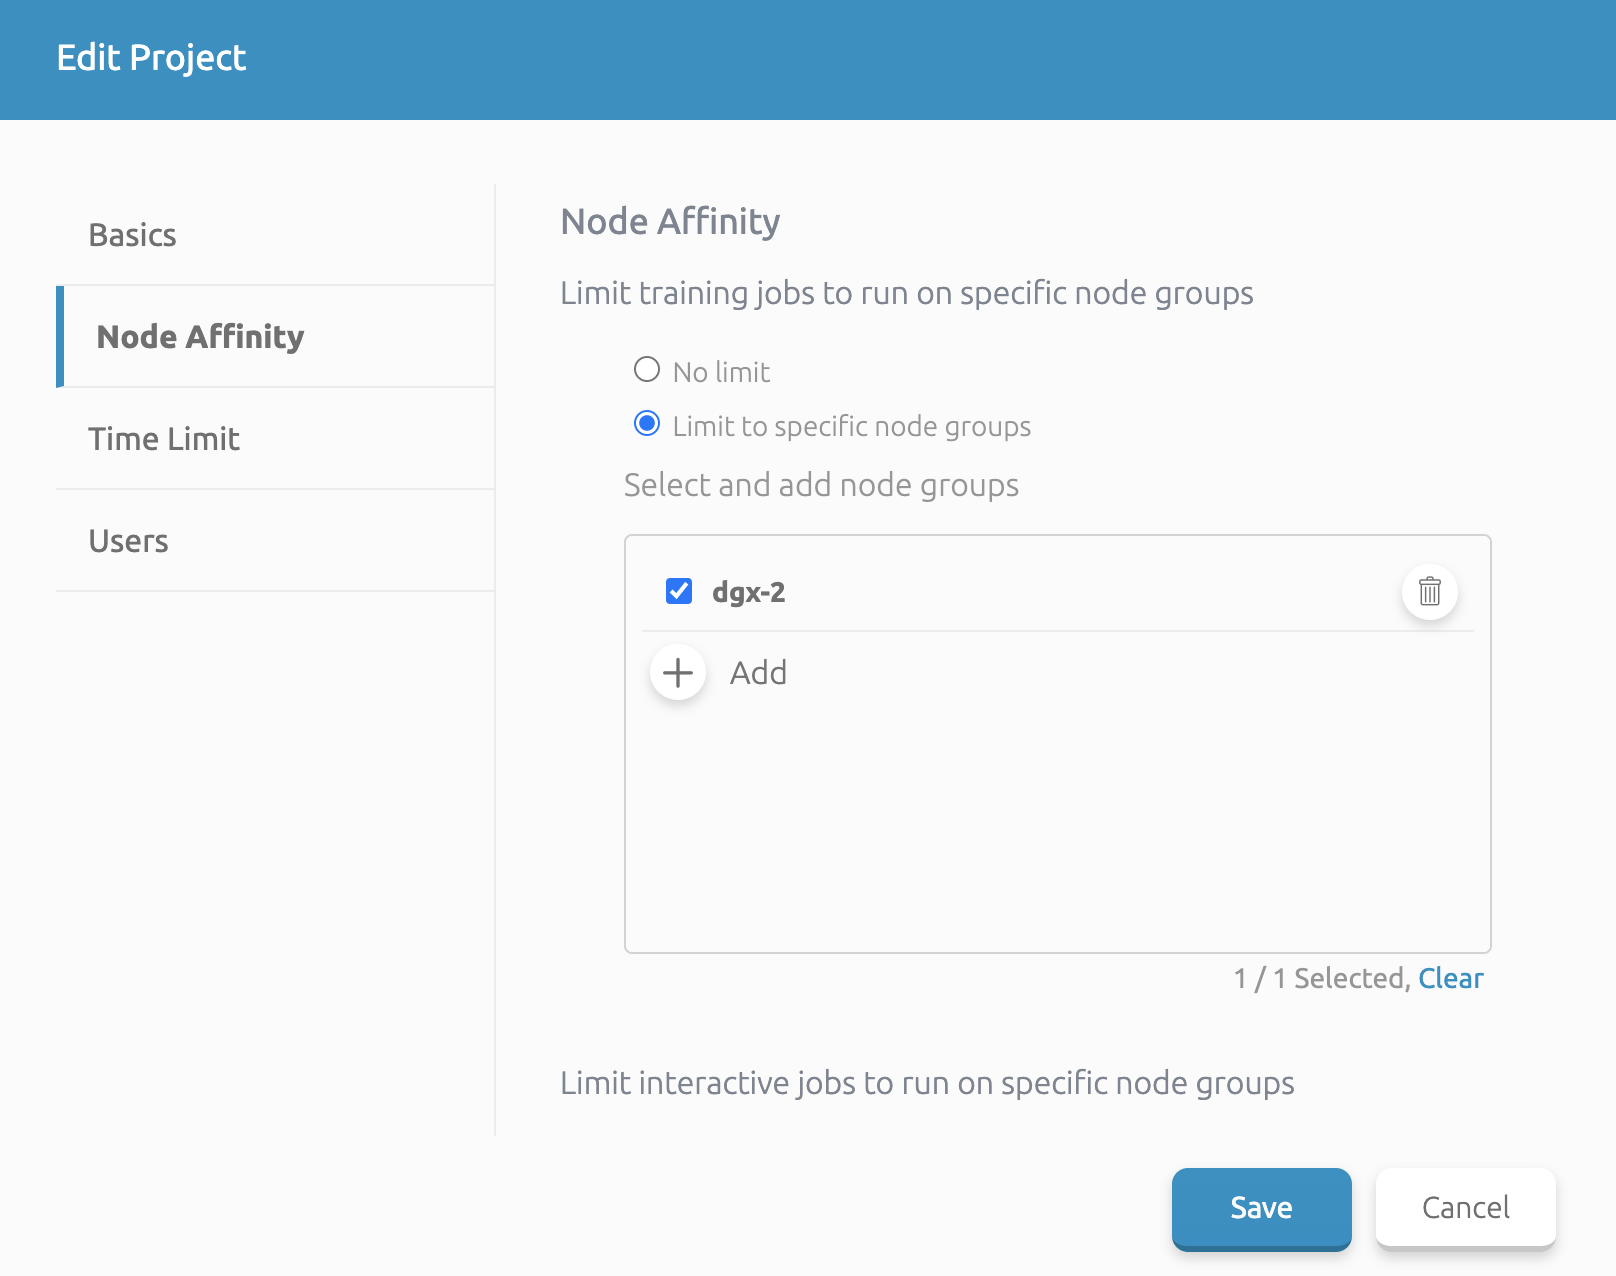 Edit Project
Basics
Node Affinity
Time Limit
Users
Node Affinity
Limit training jobs to run on specific node groups
No limit
Limit to specific node groups
Select and add node groups
dgx-2
Add
1 / 1 Selected, Clear
Limit interactive jobs to run on specific node groups
Save
Cancel